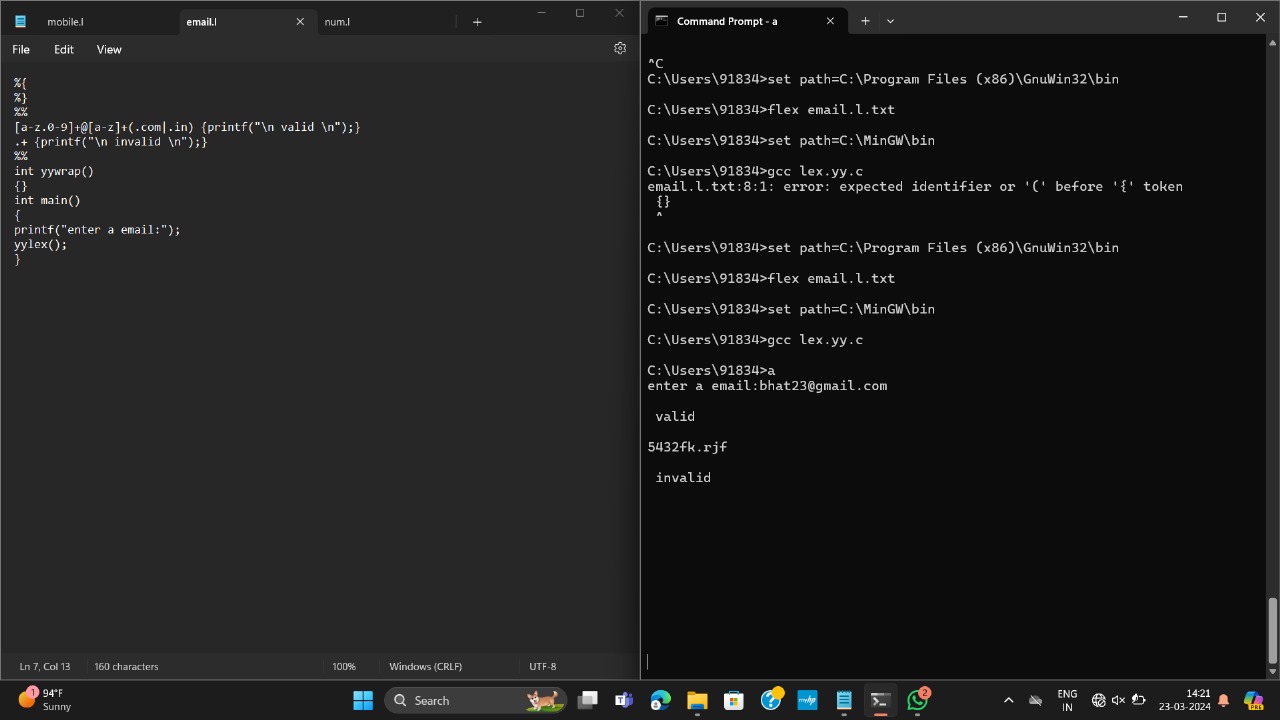 mobile.l
email.l
num.l
File
Edit
View
%{
%}
%%
[a-z.0-9]+@[a-z]+(.com|.in) {printf("\n valid \n");}
.+ {printf("\n invalid \n");}
%%
int yywrap()
{}
int main()
{
printf("enter a email:");
yylex();
}
Ln 7, Col 13
160 characters
100%
Windows (CRLF)
UTF-8
Command Prompt - a
^C
C:\Users\91834>set path=C:\Program Files (x86)\GnuWin32\bin
C:\Users\91834>flex email.l.txt
C:\Users\91834>set path=C:\MinGW\bin
C:\Users\91834>gcc lex.yy.c
email.l.txt:8:1: error: expected identifier or '(' before '{' token
{}
^
C:\Users\91834>set path=C:\Program Files (x86)\GnuWin32\bin
C:\Users\91834>flex email.l.txt
C:\Users\91834>set path=C:\MinGW\bin
C:\Users\91834>gcc lex.yy.c
C:\Users\91834>a
enter a email:bhat23@gmail.com
valid
5432fk.rjf
invalid
1
94°F
Sunny
Search
myhp
2
ENG
IN
14:21
23-03-2024
PRE